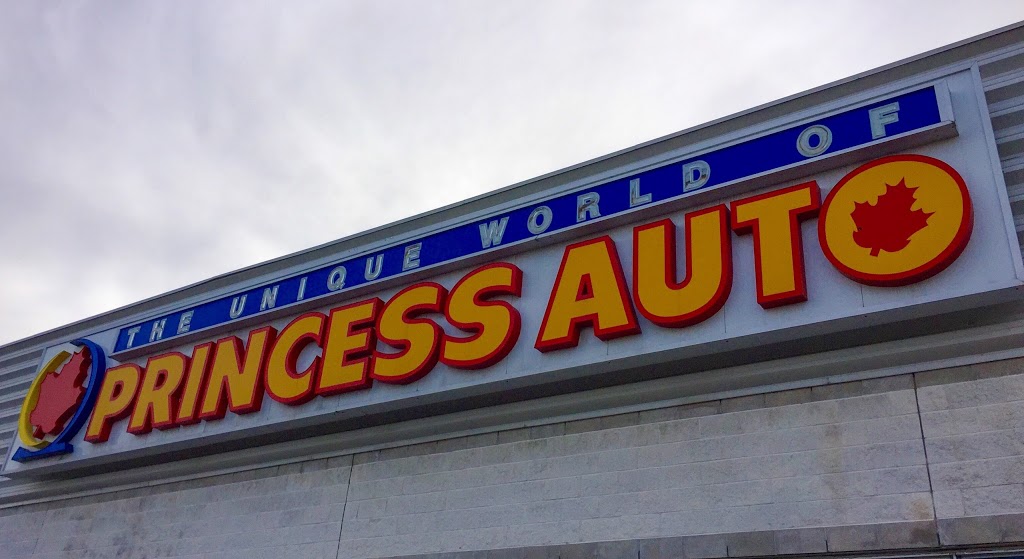 THE UNIQUE WORLD OF
PRINCESS AUTO